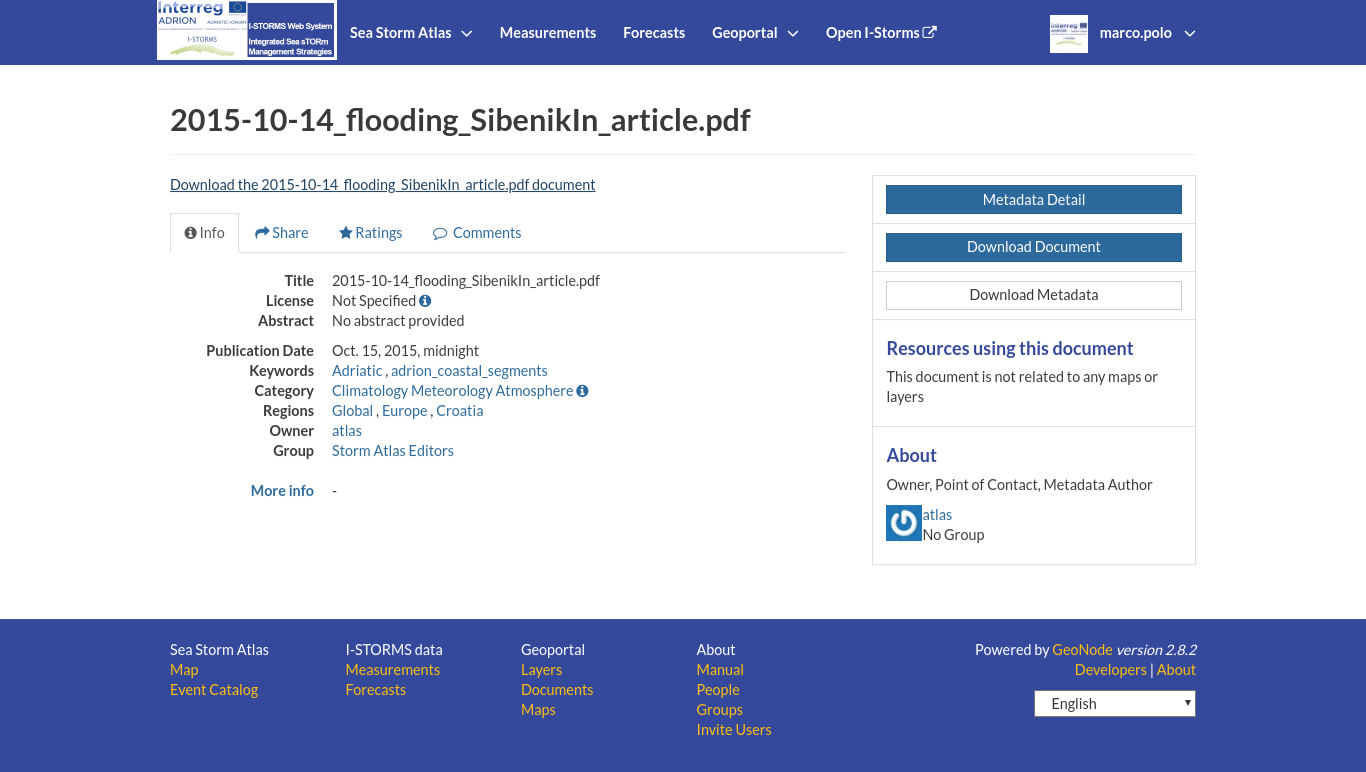 Interreg
ADRION ADRIATIC-IONIAN
I-STORMS
I-STORMS Web System
Integrated Sea sTORm
Management Strategies
Sea Storm Atlas
Measurements
Forecasts
Geoportal
Open I-Storms
marco.polo
2015-10-14_flooding_SibenikIn_article.pdf
Download the 2015-10-14_flooding_SibenikIn_article.pdf document
Info
Share
Ratings
Comments
Title 2015-10-14_flooding_SibenikIn_article.pdf
License Not Specified
Abstract No abstract provided
Publication Date Oct. 15, 2015, midnight
Keywords Adriatic , adrion_coastal_segments
Category Climatology Meteorology Atmosphere
Regions Global , Europe , Croatia
Owner atlas
Group Storm Atlas Editors
More info -
Metadata Detail
Download Document
Download Metadata
Resources using this document
This document is not related to any maps or
layers
About
Owner, Point of Contact, Metadata Author
atlas
No Group
Sea Storm Atlas
Map
Event Catalog
I-STORMS data
Measurements
Forecasts
Geoportal
Layers
Documents
Maps
About
Manual
People
Groups
Invite Users
Powered by GeoNode version 2.8.2
Developers | About
English